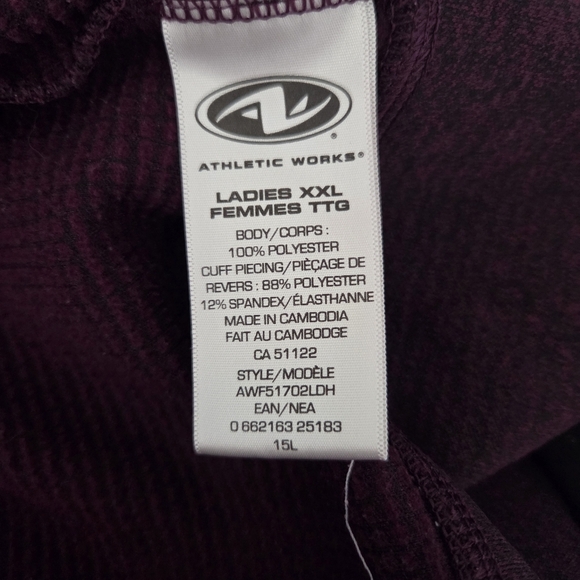 ATHLETIC WORKS®
LADIES XXL
FEMMES TTG
BODY/CORPS :
100% POLYESTER
CUFF PIECING/PIÈÇAGE DE
REVERS : 88% POLYESTER
12% SPANDEX/ÉLASTHANNE
MADE IN CAMBODIA
FAIT AU CAMBODGE
CA 51122
STYLE/MODÈLE
AWF51702LDH
EAN/NEA
0 662163 25183
15L